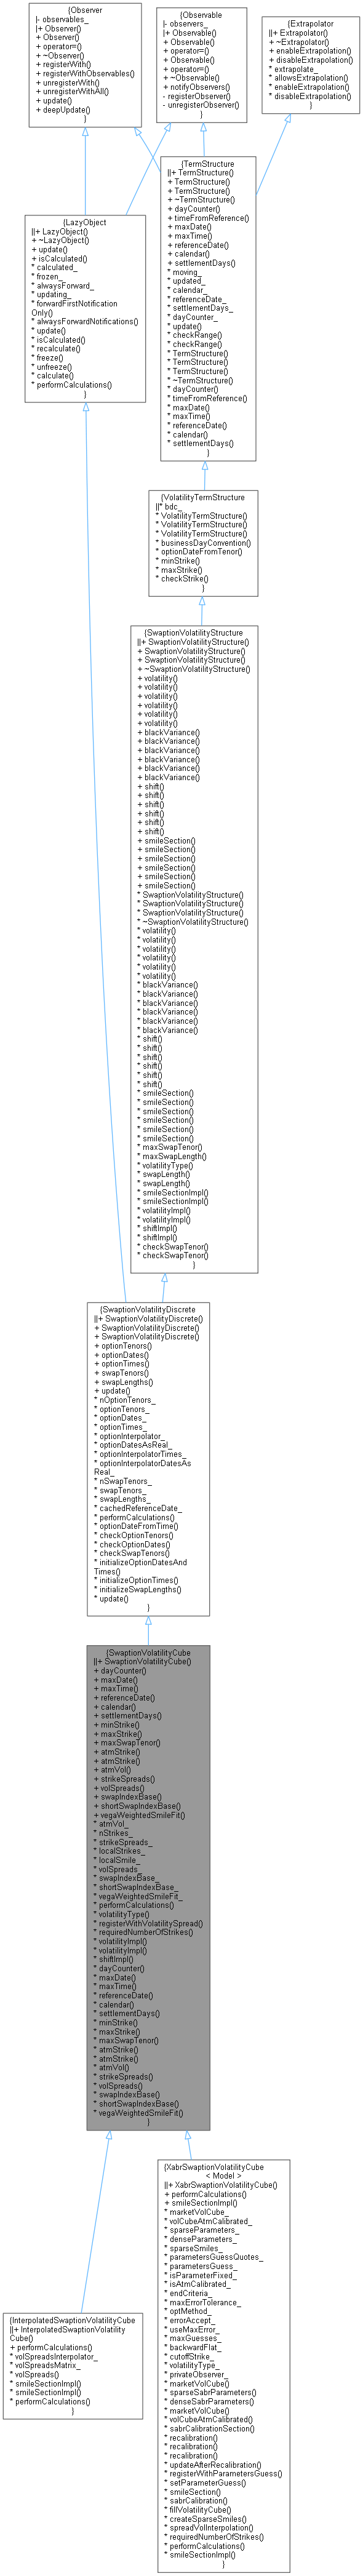 {Observer
|- observables_
|+ Observer()
+ Observer()
+ operator=()
+ ~Observer()
+ registerWith()
+ registerWithObservables()
+ unregisterWith()
+ unregisterWithAll()
+ update()
+ deepUpdate()
}
{Observable
|- observers_
|+ Observable()
+ Observable()
+ operator=()
+ Observable()
+ operator=()
+ ~Observable()
+ notifyObservers()
- registerObserver()
- unregisterObserver()
}
{Extrapolator
||+ Extrapolator()
+ ~Extrapolator()
+ enableExtrapolation()
+ disableExtrapolation()
* extrapolate_
* allowsExtrapolation()
* enableExtrapolation()
* disableExtrapolation()
}
{LazyObject
||+ LazyObject()
+ ~LazyObject()
+ update()
+ isCalculated()
* calculated_
* frozen_
* alwaysForward_
* updating_
* forwardFirstNotification
Only()
* alwaysForwardNotifications()
* update()
* isCalculated()
* recalculate()
* freeze()
* unfreeze()
* calculate()
* performCalculations()
}
{TermStructure
||+ TermStructure()
+ TermStructure()
+ TermStructure()
+ ~TermStructure()
+ dayCounter()
+ timeFromReference()
+ maxDate()
+ maxTime()
+ referenceDate()
+ calendar()
+ settlementDays()
* moving_
* updated_
* calendar_
* referenceDate_
* settlementDays_
* dayCounter_
* update()
* checkRange()
* checkRange()
* TermStructure()
* TermStructure()
* TermStructure()
* ~TermStructure()
* dayCounter()
* timeFromReference()
* maxDate()
* maxTime()
* referenceDate()
* calendar()
* settlementDays()
}
{VolatilityTermStructure
||* bdc_
* VolatilityTermStructure()
* VolatilityTermStructure()
* VolatilityTermStructure()
* businessDayConvention()
* optionDateFromTenor()
* minStrike()
* maxStrike()
* checkStrike()
}
{SwaptionVolatilityStructure
||+ SwaptionVolatilityStructure()
+ SwaptionVolatilityStructure()
+ SwaptionVolatilityStructure()
+ ~SwaptionVolatilityStructure()
+ volatility()
+ volatility()
+ volatility()
+ volatility()
+ volatility()
+ volatility()
+ blackVariance()
+ blackVariance()
+ blackVariance()
+ blackVariance()
+ blackVariance()
+ blackVariance()
+ shift()
+ shift()
+ shift()
+ shift()
+ shift()
+ shift()
+ smileSection()
+ smileSection()
+ smileSection()
+ smileSection()
+ smileSection()
+ smileSection()
* SwaptionVolatilityStructure()
* SwaptionVolatilityStructure()
* SwaptionVolatilityStructure()
* ~SwaptionVolatilityStructure()
* volatility()
* volatility()
* volatility()
* volatility()
* volatility()
* volatility()
* blackVariance()
* blackVariance()
* blackVariance()
* blackVariance()
* blackVariance()
* blackVariance()
* shift()
* shift()
* shift()
* shift()
* shift()
* shift()
* smileSection()
* smileSection()
* smileSection()
* smileSection()
* smileSection()
* smileSection()
* maxSwapTenor()
* maxSwapLength()
* volatilityType()
* swapLength()
* swapLength()
* smileSectionImpl()
* smileSectionImpl()
* volatilityImpl()
* volatilityImpl()
* shiftImpl()
* shiftImpl()
* checkSwapTenor()
* checkSwapTenor()
}
{SwaptionVolatilityDiscrete
||+ SwaptionVolatilityDiscrete()
+ SwaptionVolatilityDiscrete()
+ SwaptionVolatilityDiscrete()
+ optionTenors()
+ optionDates()
+ optionTimes()
+ swapTenors()
+ swapLengths()
+ update()
* nOptionTenors_
* optionTenors_
* optionDates_
* optionTimes_
* optionInterpolator_
* optionDatesAsReal_
* optionInterpolatorTimes_
* optionInterpolatorDatesAs
Real_
* nSwapTenors_
* swapTenors_
* swapLengths_
* cachedReferenceDate_
* performCalculations()
* optionDateFromTime()
* checkOptionTenors()
* checkOptionDates()
* checkSwapTenors()
* initializeOptionDatesAnd
Times()
* initializeOptionTimes()
* initializeSwapLengths()
* update()
}
{SwaptionVolatilityCube
||+ SwaptionVolatilityCube()
+ dayCounter()
+ maxDate()
+ maxTime()
+ referenceDate()
+ calendar()
+ settlementDays()
+ minStrike()
+ maxStrike()
+ maxSwapTenor()
+ atmStrike()
+ atmStrike()
+ atmVol()
+ strikeSpreads()
+ volSpreads()
+ swapIndexBase()
+ shortSwapIndexBase()
+ vegaWeightedSmileFit()
* atmVol_
* nStrikes_
* strikeSpreads_
* localStrikes_
* localSmile_
* volSpreads_
* swapIndexBase_
* shortSwapIndexBase_
* vegaWeightedSmileFit_
* performCalculations()
* volatilityType()
* registerWithVolatilitySpread()
* requiredNumberOfStrikes()
* volatilityImpl()
* volatilityImpl()
* shiftImpl()
* dayCounter()
* maxDate()
* maxTime()
* referenceDate()
* calendar()
* settlementDays()
* minStrike()
* maxStrike()
* maxSwapTenor()
* atmStrike()
* atmStrike()
* atmVol()
* strikeSpreads()
* volSpreads()
* swapIndexBase()
* shortSwapIndexBase()
* vegaWeightedSmileFit()
}
{InterpolatedSwaptionVolatilityCube
||+ InterpolatedSwaptionVolatility
Cube()
+ performCalculations()
* volSpreadsInterpolator_
* volSpreadsMatrix_
* volSpreads()
* smileSectionImpl()
* smileSectionImpl()
* performCalculations()
}
{XabrSwaptionVolatilityCube
< Model >
||+ XabrSwaptionVolatilityCube()
+ performCalculations()
+ smileSectionImpl()
* marketVolCube_
* volCubeAtmCalibrated_
* sparseParameters_
* denseParameters_
* sparseSmiles_
* parametersGuessQuotes_
* parametersGuess_
* isParameterFixed_
* isAtmCalibrated_
* endCriteria_
* maxErrorTolerance_
* optMethod_
* errorAccept_
* useMaxError_
* maxGuesses_
* backwardFlat_
* cutoffStrike_
* volatilityType_
* privateObserver_
* marketVolCube()
* sparseSabrParameters()
* denseSabrParameters()
* marketVolCube()
* volCubeAtmCalibrated()
* sabrCalibrationSection()
* recalibration()
* recalibration()
* recalibration()
* updateAfterRecalibration()
* registerWithParametersGuess()
* setParameterGuess()
* smileSection()
* sabrCalibration()
* fillVolatilityCube()
* createSparseSmiles()
* spreadVolInterpolation()
* requiredNumberOfStrikes()
* performCalculations()
* smileSectionImpl()
}